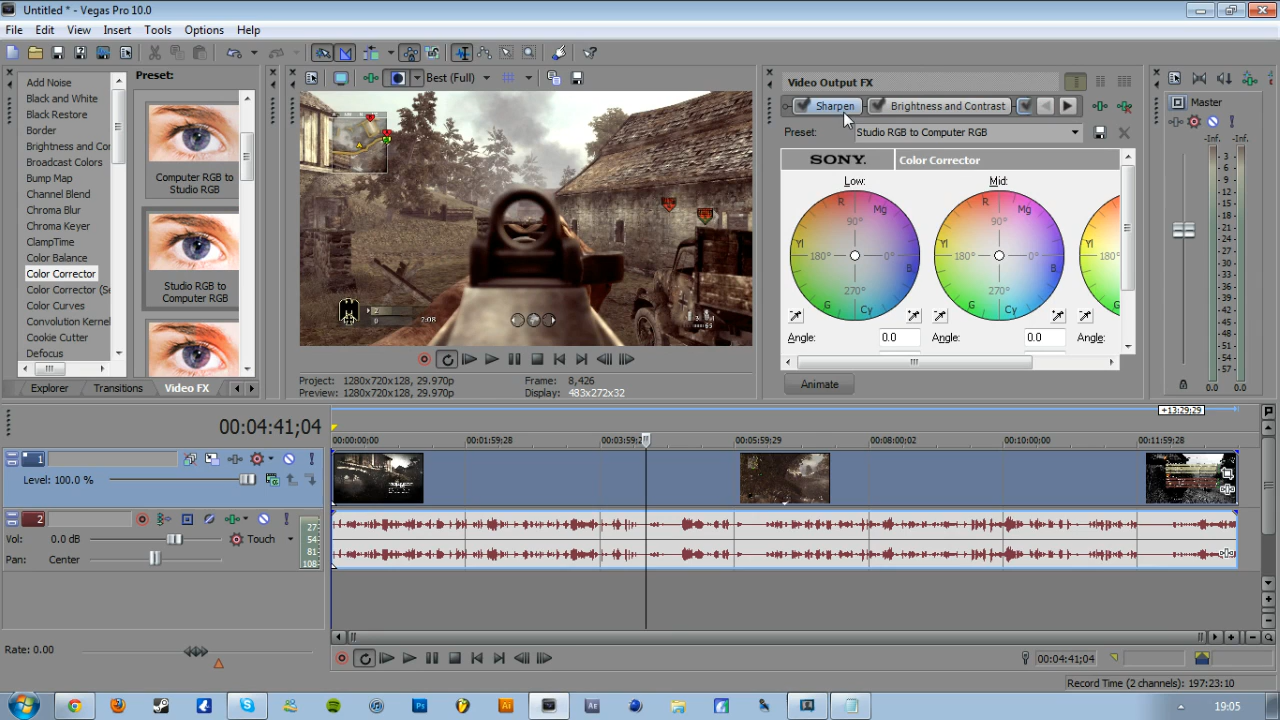 Untitled * - Vegas Pro 10.0
File Edit View Insert Tools Options Help
Add Noise
Black and White
Black Restore
Border
Brightness and Cor
Broadcast Colors
Bump Map
Channel Blend
Chroma Blur
Chroma Keyer
ClampTime
Color Balance
Color Corrector
Color Corrector (Se
Color Curves
Convolution Kernel
Cookie Cutter
Defocus
Preset:
Computer RGB to
Studio RGB
Studio RGB to
Computer RGB
Explorer Transitions Video FX
Best (Full)
2:08
Project: 1280x720x128, 29.970p
Preview: 1280x720x128, 29.970p
Frame: 8,426
Display: 483x272x32
Video Output FX
Sharpen Brightness and Contrast
Preset: Studio RGB to Computer RGB
SONY. Color Corrector
Low: Mid:
R Mg B Cy G Yl
90° 0° 270° 180°
R Mg B Cy G Yl
90° 0° 270° 180°
Yl
180°
G
Angle: 0.0 Angle: 0.0 Angle:
Animate
Master
-Inf. -Inf.
3
6
9
12
15
18
21
24
27
30
33
36
39
42
45
48
51
54
57
0.0 0.0
00:04:41;04
+13:29;29
00:00:00;00 00:01:59;28 00:03:59;2 00:05:59;29 00:08:00;02 00:10:00;00 00:11:59;28
1
Level: 100.0 %
2
Vol: 0.0 dB Touch
Pan: Center
27
54
81
108
Rate: 0.00
00:04:41;04
Record Time (2 channels): 197:23:10
Ps Ai Ae
19:05